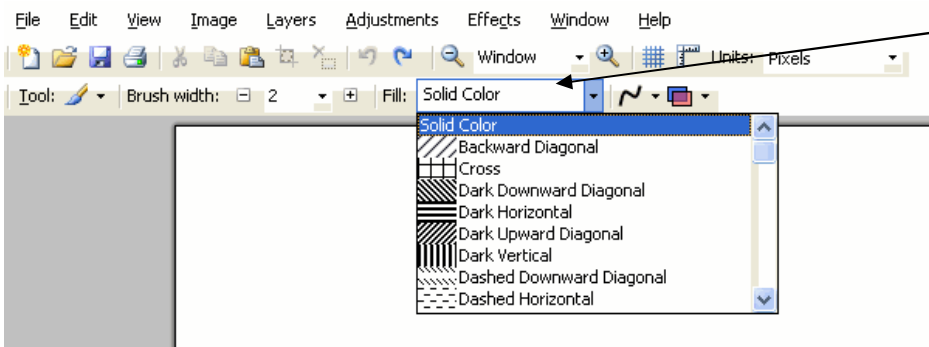 File Edit View Image Layers Adjustments Effects Window Help
Window Units: Pixels
Tool: Brush width: 2 Fill: Solid Color
Solid Color
Backward Diagonal
Cross
Dark Downward Diagonal
Dark Horizontal
Dark Upward Diagonal
Dark Vertical
Dashed Downward Diagonal
Dashed Horizontal